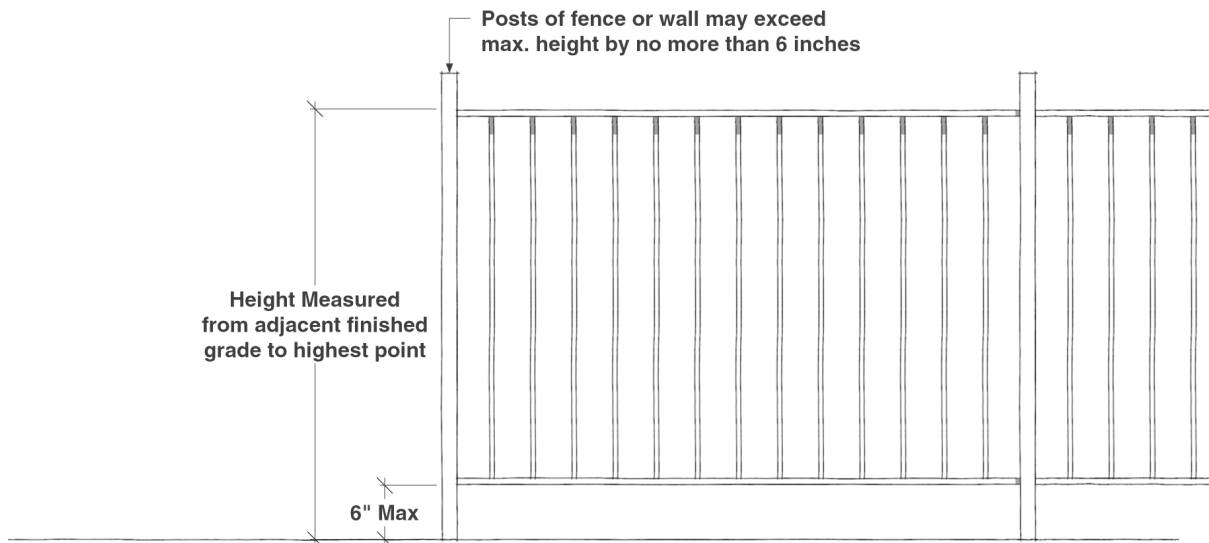 Posts of fence or wall may exceed
max. height by no more than 6 inches
Height Measured
from adjacent finished
grade to highest point
6" Max